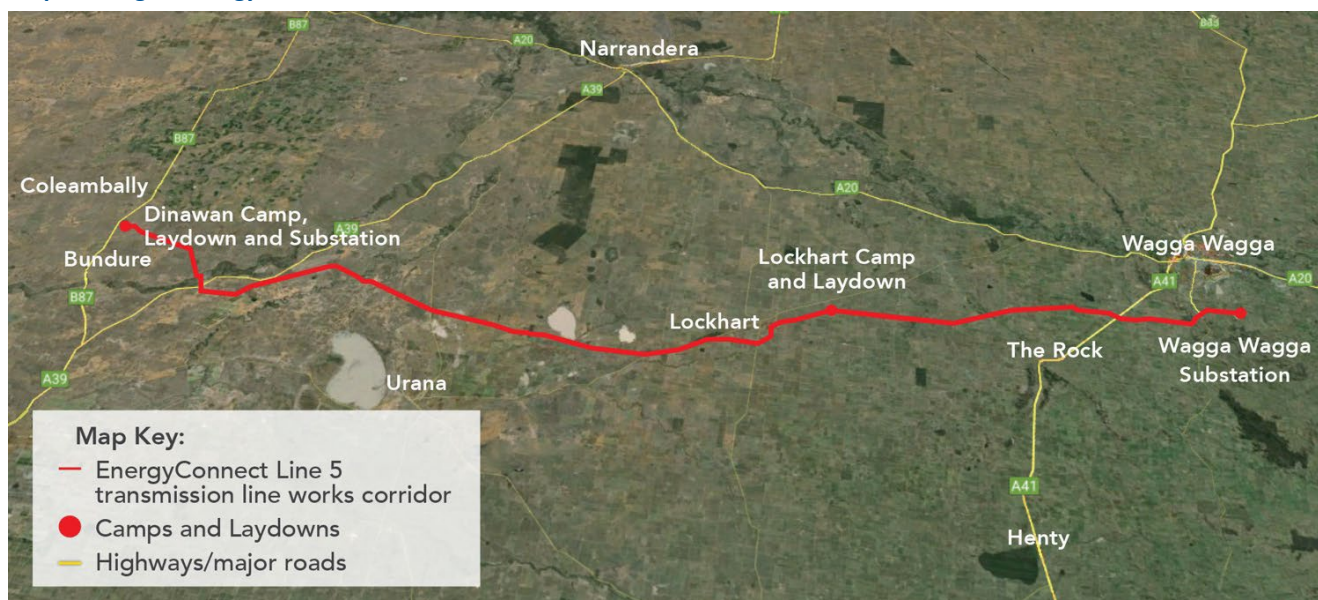 B87
A20
B85
Narrandera
A39
B87
Coleambally
A20
Dinawan Camp,
Laydown and Substation
A39
Bundure
Wagga Wagga
Lockhart Camp
and Laydown
A41
A20
B87
Lockhart
The Rock
Wagga Wagga
Substation
A39
Urana
Map Key:
EnergyConnect Line 5
transmission line works corridor
Camps and Laydowns
Highways/major roads
A41
Henty